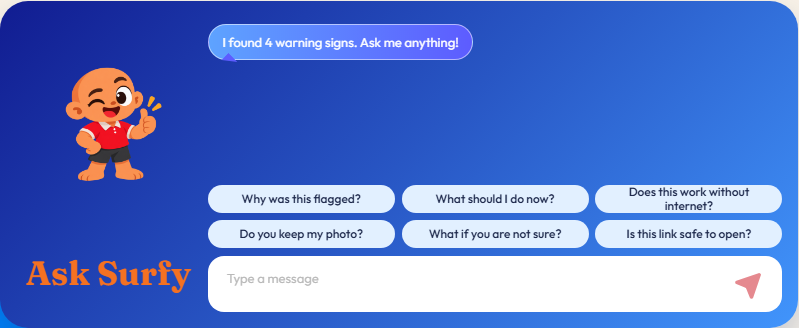 I found 4 warning signs. Ask me anything!
Why was this flagged?
What should I do now?
Does this work without
internet?
Do you keep my photo?
What if you are not sure?
Is this link safe to open?
Ask Surfy
Type a message